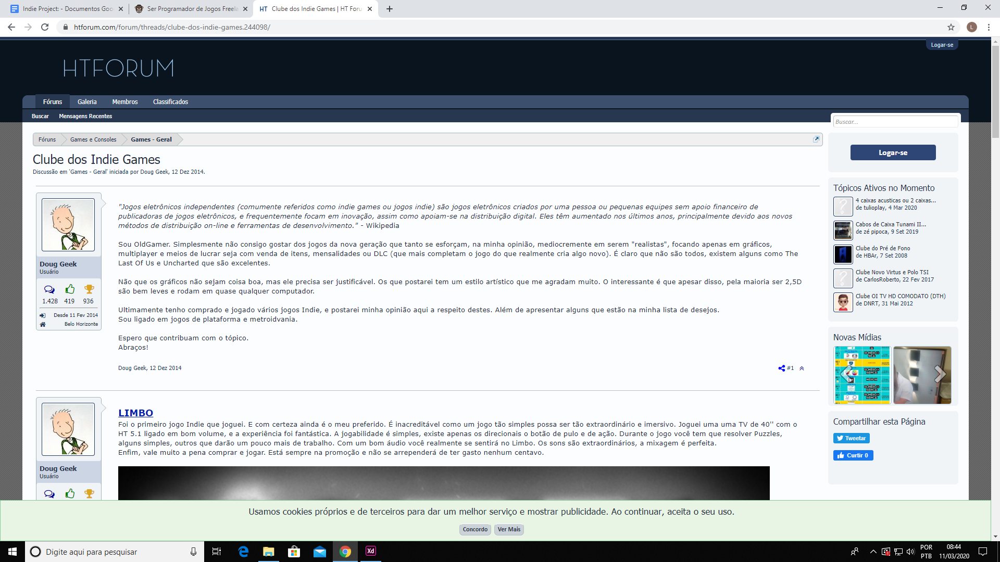 Indie Project: - Documentos Goo
Ser Programador de Jogos Freela
HT Clube dos Indie Games | HT Foru
htforum.com/forum/threads/clube-dos-indie-games.244098/
L
Logar-se
HTFORUM
Fóruns Galeria Membros Classificados
Buscar Mensagens Recentes
Buscar...
Fóruns Games e Consoles Games - Geral
Logar-se
Clube dos Indie Games
Discussão em 'Games - Geral' iniciada por Doug Geek, 12 Dez 2014.
Doug Geek
Usuário
1.428 419 936
Desde 11 Fev 2014
Belo Horizonte
"Jogos eletrônicos independentes (comumente referidos como indie games ou jogos indie) são jogos eletrônicos criados por uma pessoa ou pequenas equipes sem apoio financeiro de
publicadoras de jogos eletrônicos, e frequentemente focam em inovação, assim como apoiam-se na distribuição digital. Eles têm aumentado nos últimos anos, principalmente devido aos novos
métodos de distribuição on-line e ferramentas de desenvolvimento." - Wikipedia
Sou OldGamer. Simplesmente não consigo gostar dos jogos da nova geração que tanto se esforçam, na minha opinião, mediocremente em serem "realistas", focando apenas em gráficos,
multiplayer e meios de lucrar seja com venda de itens, mensalidades ou DLC (que mais completam o jogo do que realmente cria algo novo). É claro que não são todos, existem alguns como The
Last Of Us e Uncharted que são excelentes.
Não que os gráficos não sejam coisa boa, mas ele precisa ser justificável. Os que postarei tem um estilo artístico que me agradam muito. O interessante é que apesar disso, pela maioria ser 2,5D
são bem leves e rodam em quase qualquer computador.
Ultimamente tenho comprado e jogado vários jogos Indie, e postarei minha opinião aqui a respeito destes. Além de apresentar alguns que estão na minha lista de desejos.
Sou ligado em jogos de plataforma e metroidvania.
Espero que contribuam com o tópico.
Abraços!
Doug Geek, 12 Dez 2014
#1
Doug Geek
Usuário
LIMBO
Foi o primeiro jogo Indie que joguei. E com certeza ainda é o meu preferido. É inacreditável como um jogo tão simples possa ser tão extraordinário e imersivo. Joguei uma uma TV de 40'' com o
HT 5.1 ligado em bom volume, e a experiência foi fantástica. A jogabilidade é simples, existe apenas os direcionais o botão de pulo e de ação. Durante o jogo você tem que resolver Puzzles,
alguns simples, outros que darão um pouco mais de trabalho. Com um bom áudio você realmente se sentirá no Limbo. Os sons são extraordinários, a mixagem é perfeita.
Enfim, vale muito a pena comprar e jogar. Está sempre na promoção e não se arrependerá de ter gasto nenhum centavo.
Tópicos Ativos no Momento
4 caixas acusticas ou 2 caixas...
de tulioplay, 4 Mar 2020
Cabos de Caixa Tunami II...
de zé pipoca, 9 Set 2019
Clube do Pré de Fono
de HBAr, 7 Set 2008
Clube Novo Virtus e Polo TSI
de CarlosRoberto, 22 Fev 2017
Clube OI TV HD COMODATO (DTH)
de DNRT, 31 Mai 2012
Novas Mídias
Compartilhar esta Página
Tweetar
Curtir 0
Usamos cookies próprios e de terceiros para dar um melhor serviço e mostrar publicidade. Ao continuar, aceita o seu uso.
Concordo Ver Mais
Digite aqui para pesquisar
Xd
POR
PTB
08:44
11/03/2020